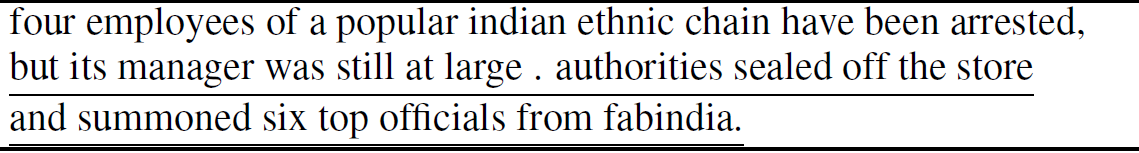 four employees of a popular indian ethnic chain have been arrested,
but its manager was still at large . authorities sealed off the store
and summoned six top officials from fabindia.